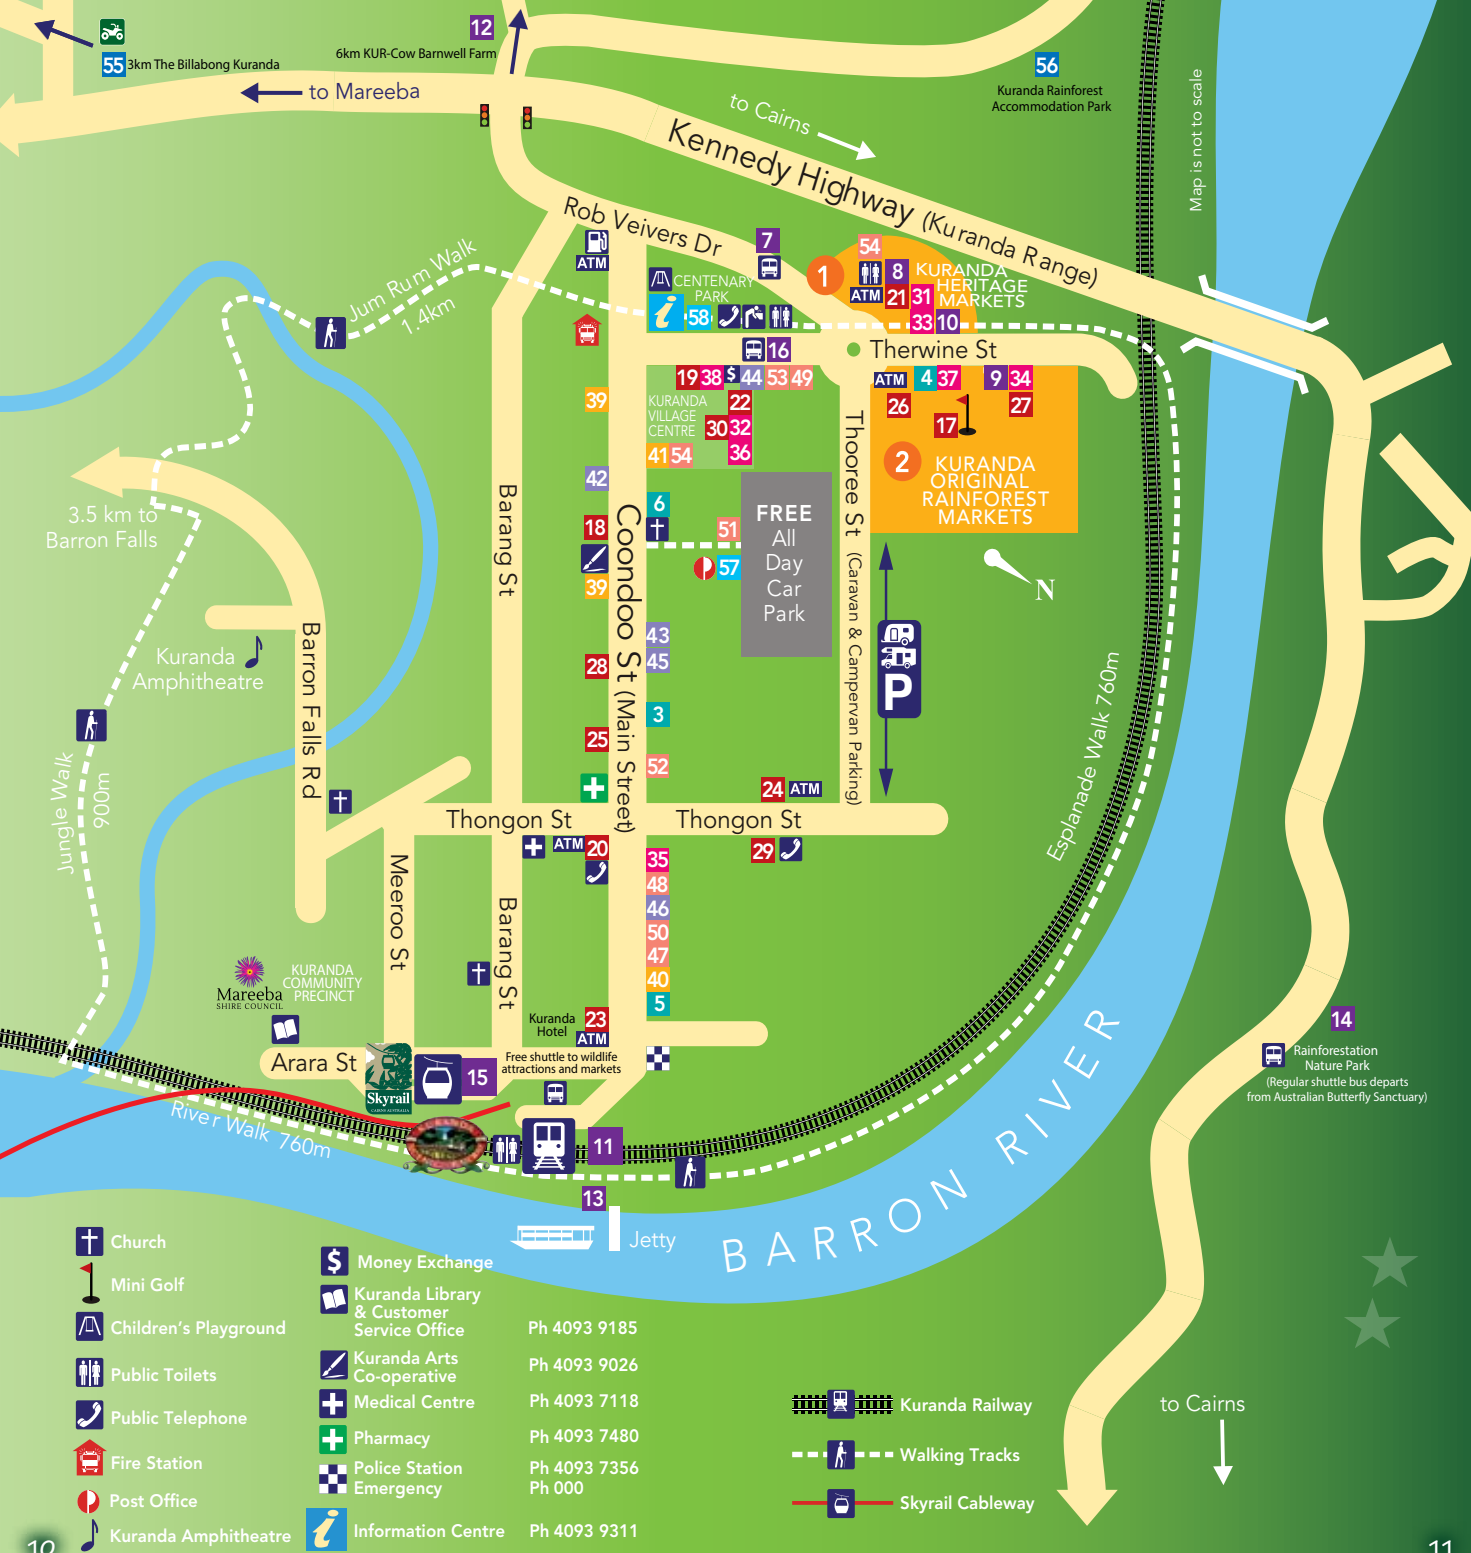 12
6km KUR-Cow Barnwell Farm
55
3km The Billabong Kuranda
to Mareeba
56
Kuranda Rainforest
Accommodation Park
Map is not to scale
to Cairns
Kennedy Highway (Kuranda Range)
Rob Veivers Dr
7
54
1
8
KURANDA
HERITAGE
MARKETS
ATM
21
31
33
10
ATM
CENTENARY
PARK
i
58
Jum Rum Walk
1.4km
16
Therwine St
19
38
$
44
53
49
ATM
4
37
9
34
39
KURANDA
VILLAGE
CENTRE
22
30
32
36
41
54
26
17
27
2
KURANDA
ORIGINAL
RAINFOREST
MARKETS
42
6
18
51
57
39
FREE
All
Day
Car
Park
Thooree St (Caravan & Campervan Parking)
N
P
3.5 km to
Barron Falls
Barang St
Coondoo St (Main Street)
43
45
28
3
25
52
Kuranda
Amphitheatre
Barron Falls Rd
Jungle Walk
900m
Esplanade Walk 760m
24
ATM
Thongon St
Thongon St
ATM
20
29
35
48
46
50
47
40
5
Meeroo St
Barang St
Mareeba
SHIRE COUNCIL
KURANDA
COMMUNITY
PRECINCT
Kuranda
Hotel
23
ATM
Arara St
Skyrail
15
Free shuttle to wildlife
attractions and markets
River Walk 760m
11
13
Jetty
BARRON RIVER
14
Rainforestation
Nature Park
(Regular shuttle bus departs
from Australian Butterfly Sanctuary)
Church
Mini Golf
Children's Playground
Public Toilets
Public Telephone
Fire Station
Post Office
Kuranda Amphitheatre
$
Money Exchange
Kuranda Library
& Customer
Service Office
Ph 4093 9185
Kuranda Arts
Co-operative
Ph 4093 9026
Medical Centre
Ph 4093 7118
Pharmacy
Ph 4093 7480
Police Station
Ph 4093 7356
Emergency
Ph 000
i
Information Centre
Ph 4093 9311
Kuranda Railway
Walking Tracks
Skyrail Cableway
to Cairns
10
11